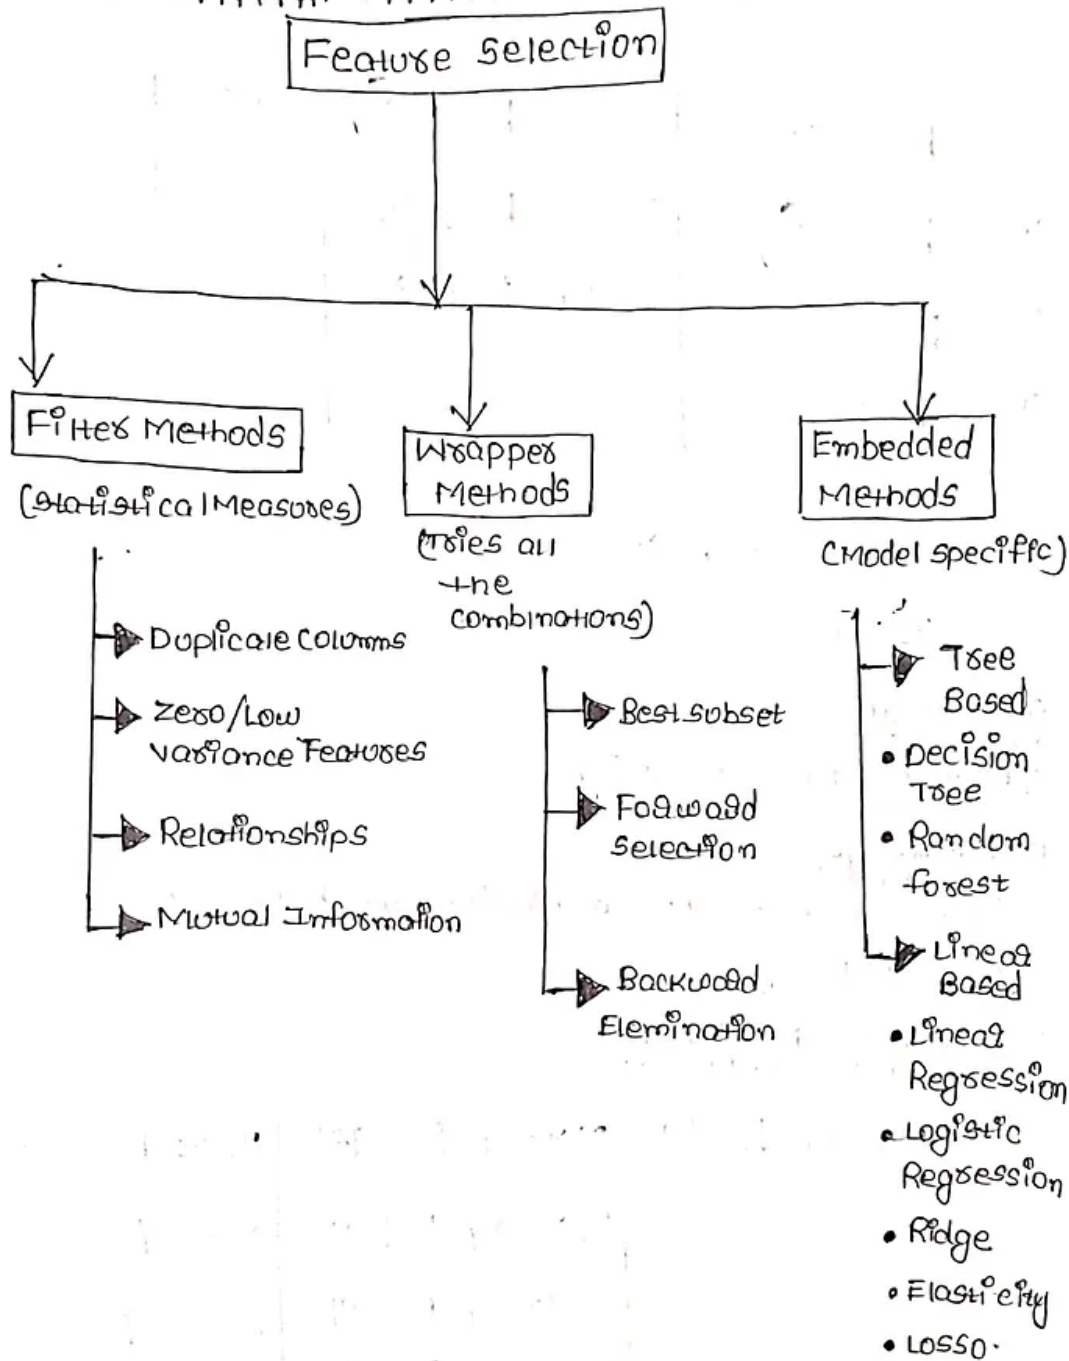 Feature Selection
Filter Methods
(Statistical Measures)
Duplicate Columns
Zero/Low
Variance Features
Relationships
Mutual Information
Wrapper
Methods
(Tries all
the
combinations)
Best subset
Forward
Selection
Backward
Elemination
Embedded
Methods
(Model Specific)
Tree
Based
• Decision
Tree
• Random
forest
Linear
Based
• Linear
Regression
• Logistic
Regression
• Ridge
• Elasticity
• Losso.